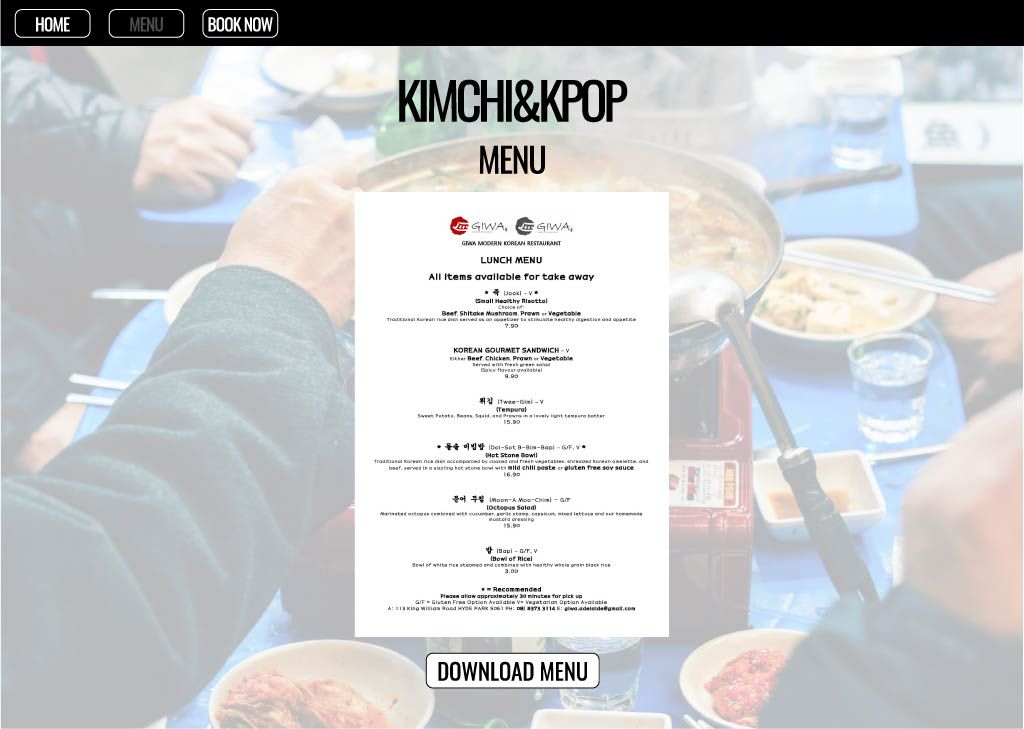 HOME
MENU
BOOK NOW
KIMCHI&KPOP
MENU
GIWA GIWA
GIWA MODERN KOREAN RESTAURANT
LUNCH MENU
All items available for take away
* 죽 (Jook) - V *
(Small Healthy Risotto)
Choice of:
Beef, Shitake Mushroom, Prawn or Vegetable
Traditional Korean rice dish served as an appetizer to stimulate healthy digestion and appetite
7.90
KOREAN GOURMET SANDWICH - V
Either Beef, Chicken, Prawn or Vegetable
Served with fresh green salad
(Spicy flavour available)
9.90
튀김 (Twee-Gim) - V
(Tempura)
Sweet Potato, Beans, Squid, and Prawns in a lovely light tempura batter
15.90
* 돌솥 비빔밥 (Dol-Sot B-Bim-Bap) - G/F, V *
(Hot Stone Bowl)
Traditional Korean rice dish accompanied by cooked and fresh vegetables, shredded Korean omelette, and
beef, served in a sizzling hot stone bowl with mild chili paste or gluten free soy sauce
16.90
문어 무침 (Moon-A Moo-Chim) - G/F
(Octopus Salad)
Marinated octopus combined with cucumber, garlic stems, capsicum, mixed lettuce and our homemade
mustard dressing
15.90
밥 (Bap) - G/F, V
(Bowl of Rice)
Bowl of white rice steamed and combined with healthy whole grain black rice
3.00
* = Recommended
Please allow approximately 20 minutes for pick up
G/F = Gluten Free Option Available V= Vegetarian Option Available
A: 113 King William Road HYDE PARK 5061 PH: (08) 8373 3114 E: giwa.adelaide@gmail.com
DOWNLOAD MENU